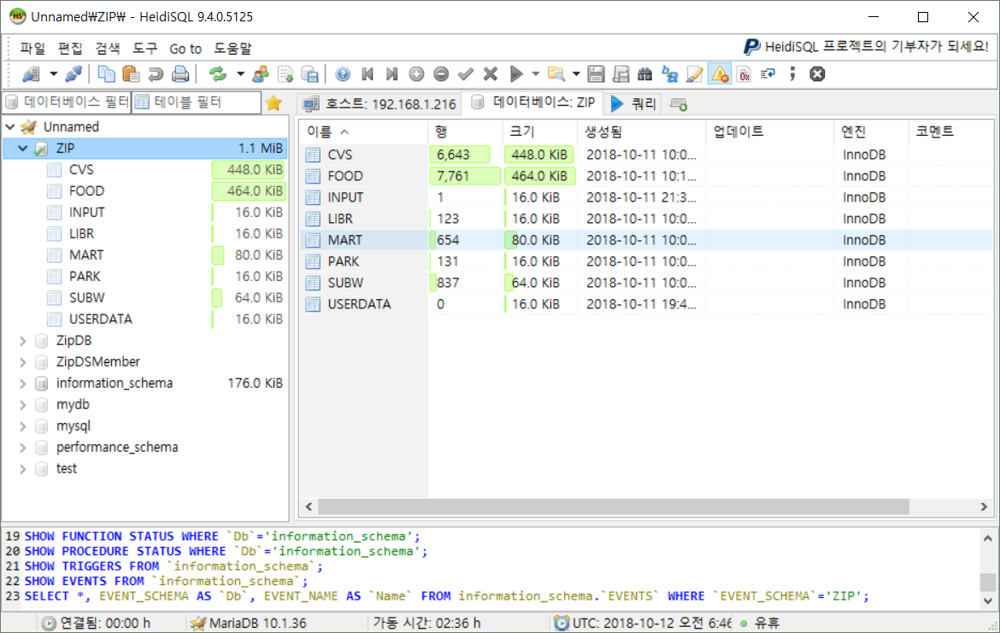 Unnamed₩ZIP₩ - HeidiSQL 9.4.0.5125
파일 편집 검색 도구 Go to 도움말
HeidiSQL 프로젝트의 기부자가 되세요!
데이터베이스 필터 테이블 필터
호스트: 192.168.1.216 데이터베이스: ZIP 쿼리
Unnamed
ZIP 1.1 MiB
CVS 448.0 KiB
FOOD 464.0 KiB
INPUT 16.0 KiB
LIBR 16.0 KiB
MART 80.0 KiB
PARK 16.0 KiB
SUBW 64.0 KiB
USERDATA 16.0 KiB
ZipDB
ZipDSMember
information_schema 176.0 KiB
mydb
mysql
performance_schema
test
이름 행 크기 생성됨 업데이트 엔진 코멘트
CVS 6,643 448.0 KiB 2018-10-11 10:0... InnoDB
FOOD 7,761 464.0 KiB 2018-10-11 10:1... InnoDB
INPUT 1 16.0 KiB 2018-10-11 21:3... InnoDB
LIBR 123 16.0 KiB 2018-10-11 10:0... InnoDB
MART 654 80.0 KiB 2018-10-11 10:0... InnoDB
PARK 131 16.0 KiB 2018-10-11 10:0... InnoDB
SUBW 837 64.0 KiB 2018-10-11 10:0... InnoDB
USERDATA 0 16.0 KiB 2018-10-11 19:4... InnoDB
19 SHOW FUNCTION STATUS WHERE `Db`='information_schema';
20 SHOW PROCEDURE STATUS WHERE `Db`='information_schema';
21 SHOW TRIGGERS FROM `information_schema`;
22 SHOW EVENTS FROM `information_schema`;
23 SELECT *, EVENT_SCHEMA AS `Db`, EVENT_NAME AS `Name` FROM information_schema.`EVENTS` WHERE `EVENT_SCHEMA`='ZIP';
연결됨: 00:00 h MariaDB 10.1.36 가동 시간: 02:36 h UTC: 2018-10-12 오전 6:46 유휴